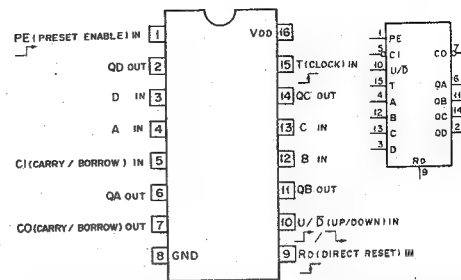 PE(PRESET ENABLE) IN 1
QD OUT 2
D IN 3
A IN 4
CI(CARRY/BORROW) IN 5
QA OUT 6
CO(CARRY/BORROW) OUT 7
8 GND
VDD 16
15 T(CLOCK) IN
14 QC OUT
13 C IN
12 B IN
11 QB OUT
10 U/D̅(UP/DOWN) IN
9 RD(DIRECT RESET) IN
1 PE
5 CI
10 U/D̅
15 T
4 A
12 B
13 C
3 D
CO 7
QA 6
QB 11
QC 14
QD 2
RD
9